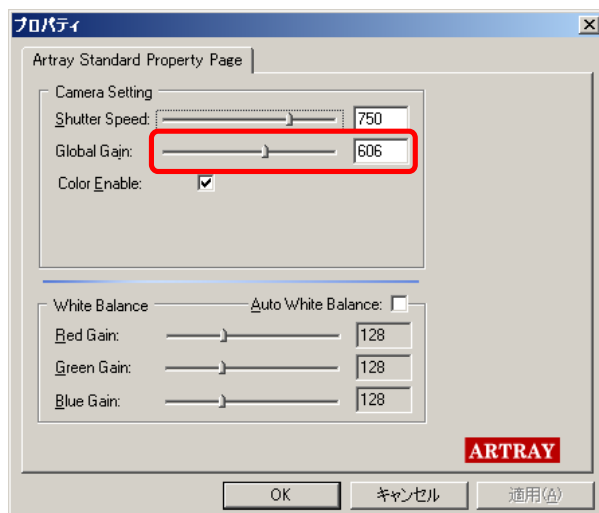 プロパティ
Artray Standard Property Page
Camera Setting
Shutter Speed: 750
Global Gain: 606
Color Enable:
White Balance Auto White Balance:
Red Gain: 128
Green Gain: 128
Blue Gain: 128
ARTRAY
OK キャンセル 適用(A)